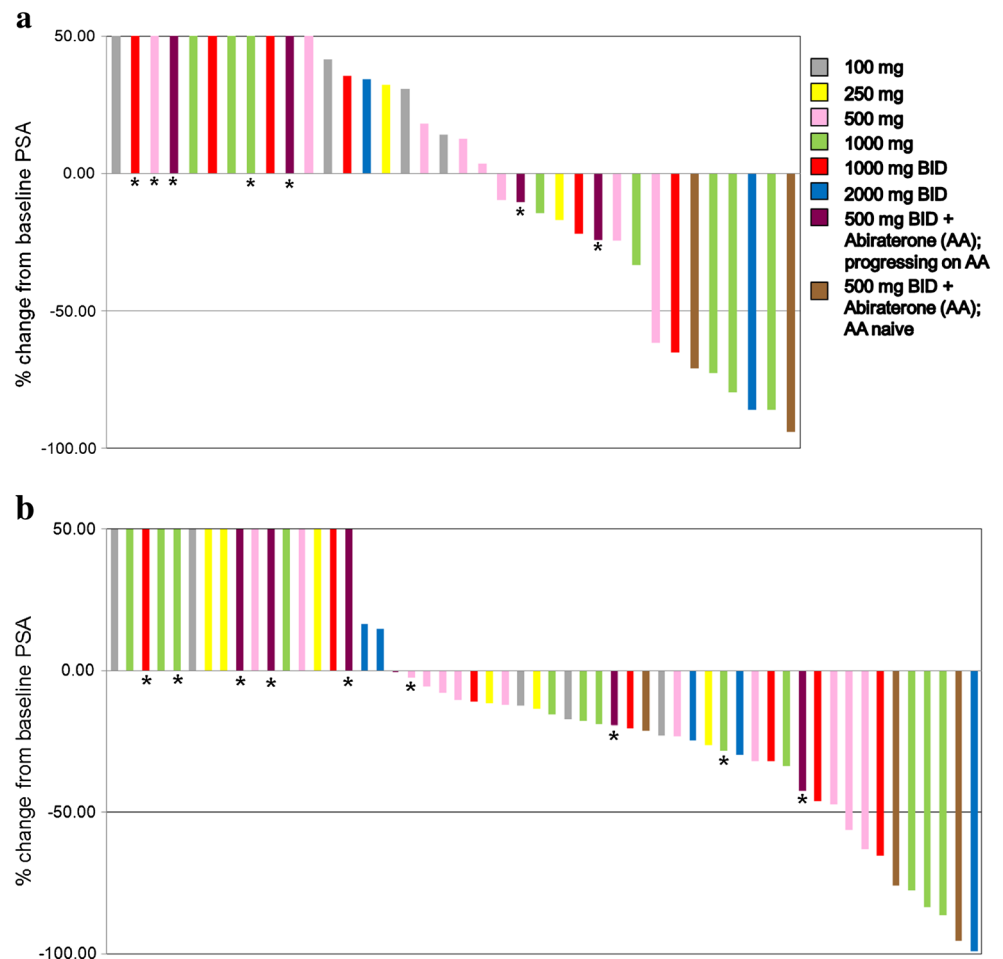 a
50.00
0.00
-50.00
-100.00
% change from baseline PSA
* * * * *
*
*
100 mg
250 mg
500 mg
1000 mg
1000 mg BID
2000 mg BID
500 mg BID +
Abiraterone (AA);
progressing on AA
500 mg BID +
Abiraterone (AA);
AA naive
b
50.00
0.00
-50.00
-100.00
% change from baseline PSA
* * * * * *
*
*
*